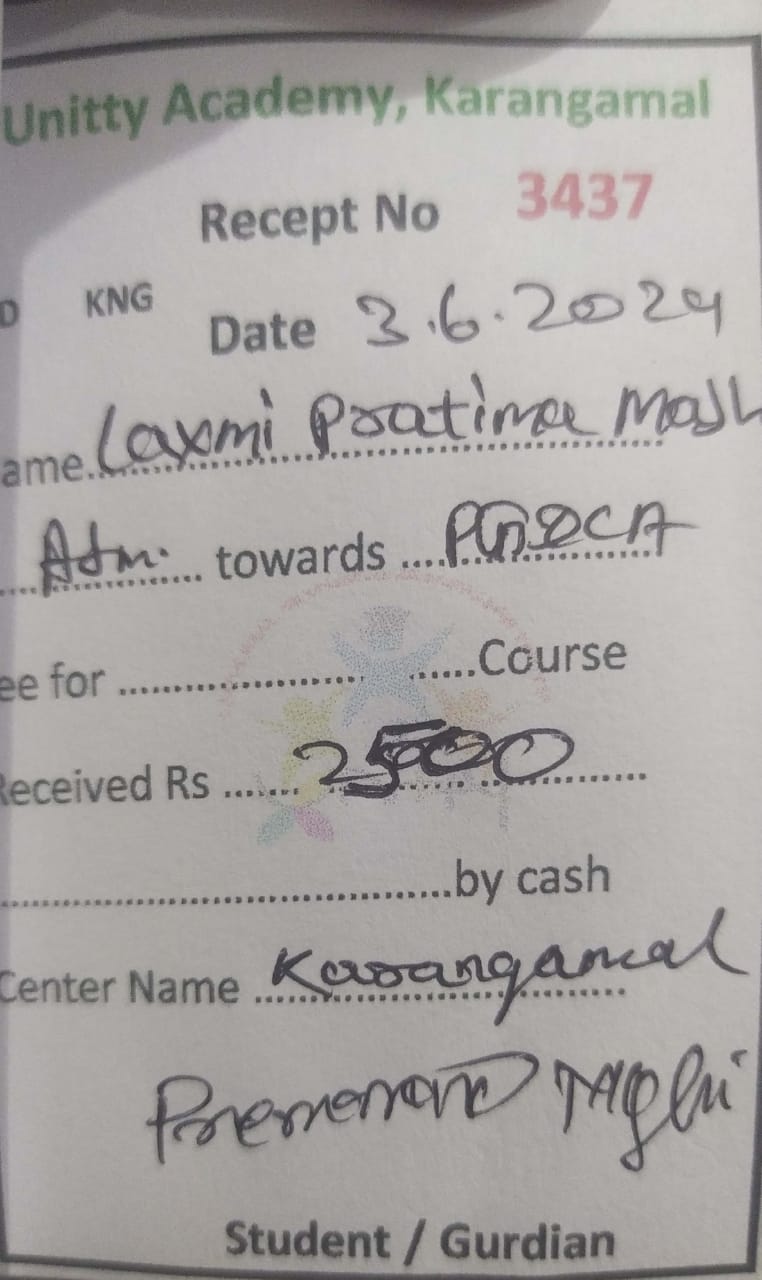 Unitty Academy, Karangamal
Recept No 3437
D KNG
Date 3.6.2024
ame. Laxmi Pratima
Adm. towards PGDCA
ee for Course
Received Rs 2500
by cash
Center Name Karangamal
Student / Gurdian